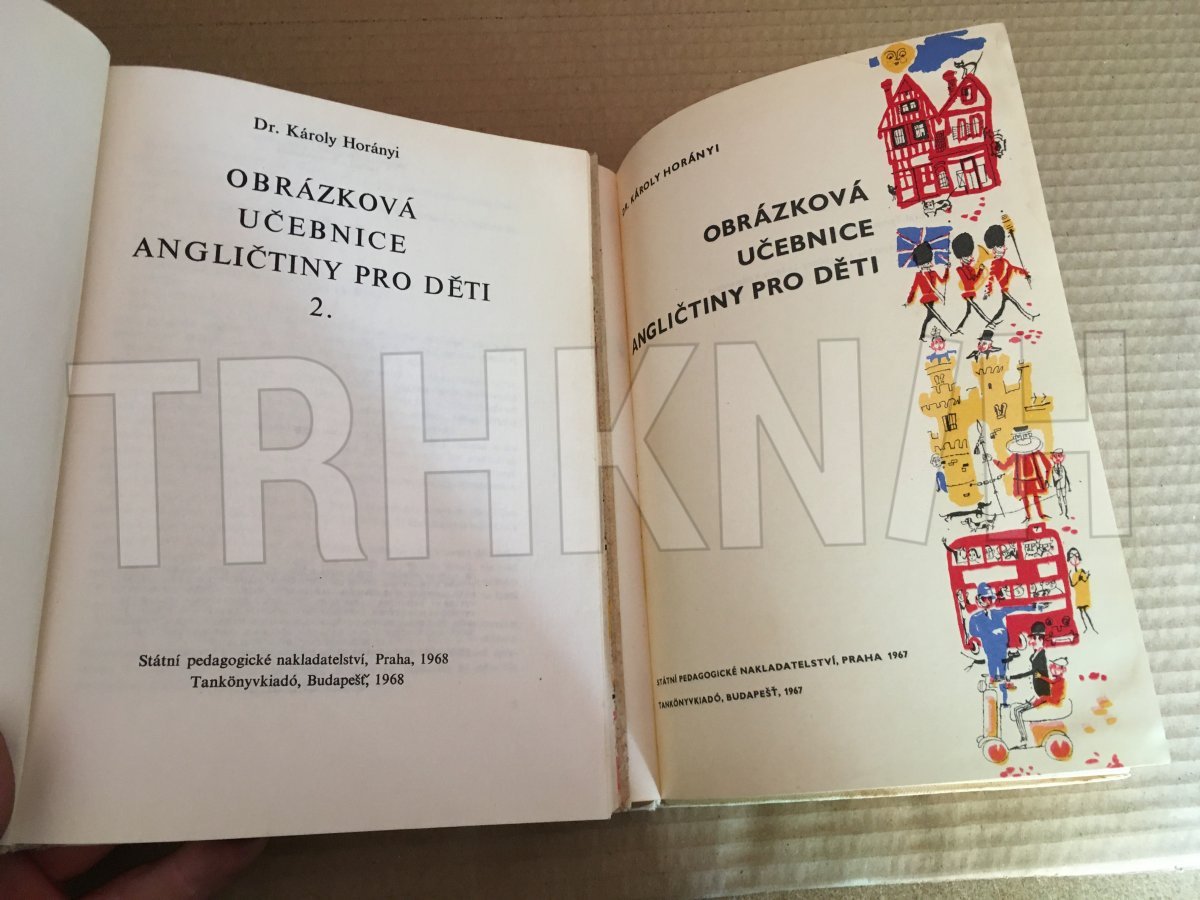 Dr. Károly Horányi
OBRÁZKOVÁ
UČEBNICE
ANGLIČTINY PRO DĚTI
2.
Státní pedagogické nakladatelství, Praha, 1968
Tankönyvkiadó, Budapešť, 1968
DR. KÁROLY HORÁNYI
OBRÁZKOVÁ
UČEBNICE
ANGLIČTINY PRO DĚTI
STÁTNÍ PEDAGOGICKÉ NAKLADATELSTVÍ, PRAHA 1967
TANKÖNYVKIADÓ, BUDAPEŠŤ, 1967
TRHKNIH